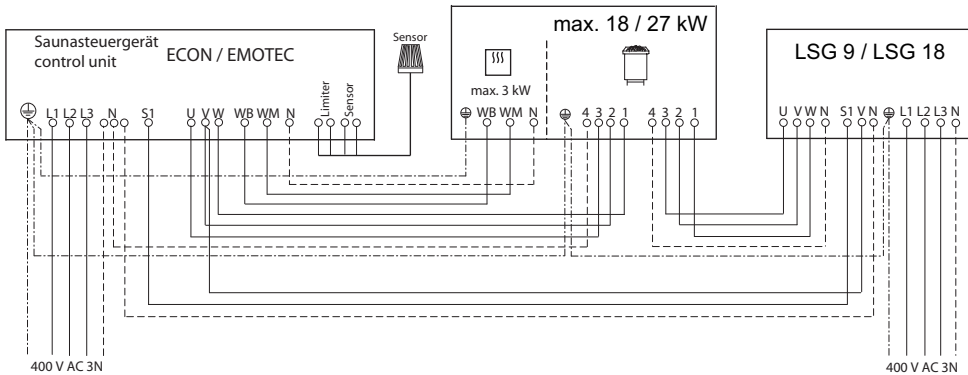 Saunasteuergerät
control unit
ECON / EMOTEC
L1 L2 L3 N S1 U V W WB WM N
Limiter
Sensor
Sensor
max. 18 / 27 kW
max. 3 kW
WB WM N 4 3 2 1 4 3 2 1
LSG 9 / LSG 18
U V W N S1 V N L1 L2 L3 N
400 V AC 3N
400 V AC 3N